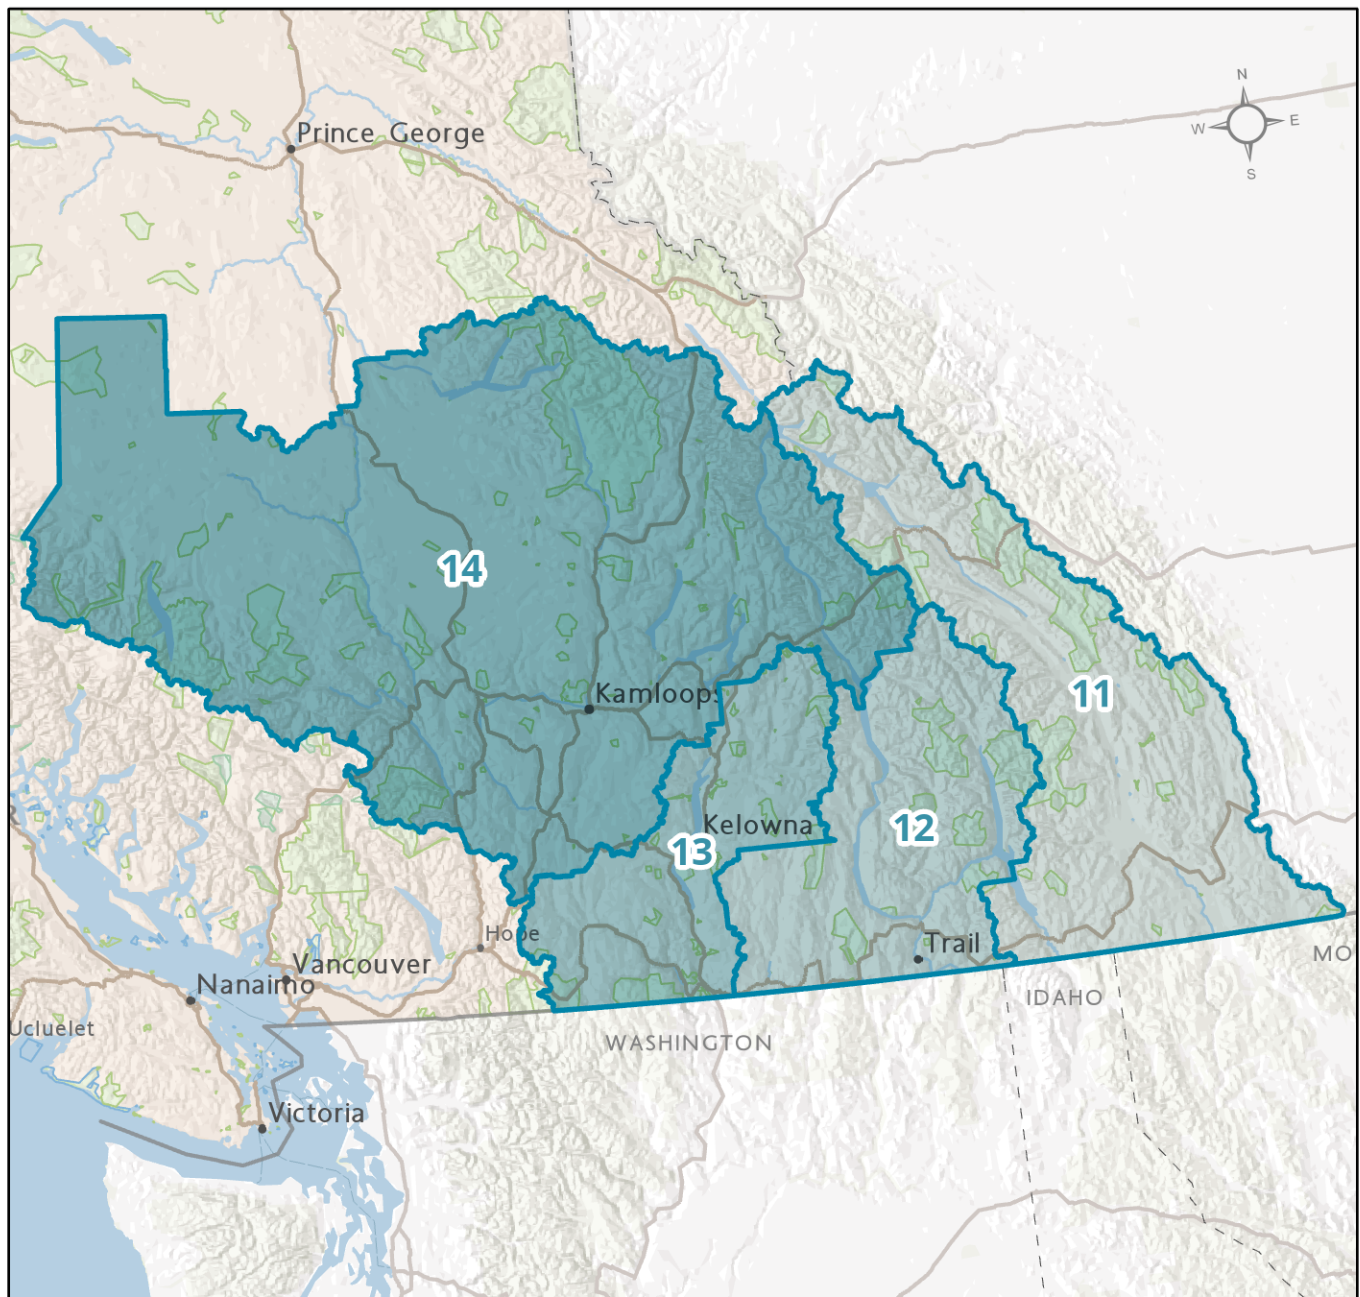 N
W E
S
Prince George
14
Kamloops
11
Kelowna
13
12
Hope
Trail
Vancouver
Nanaimo
MO
IDAHO
Ucluelet
WASHINGTON
Victoria